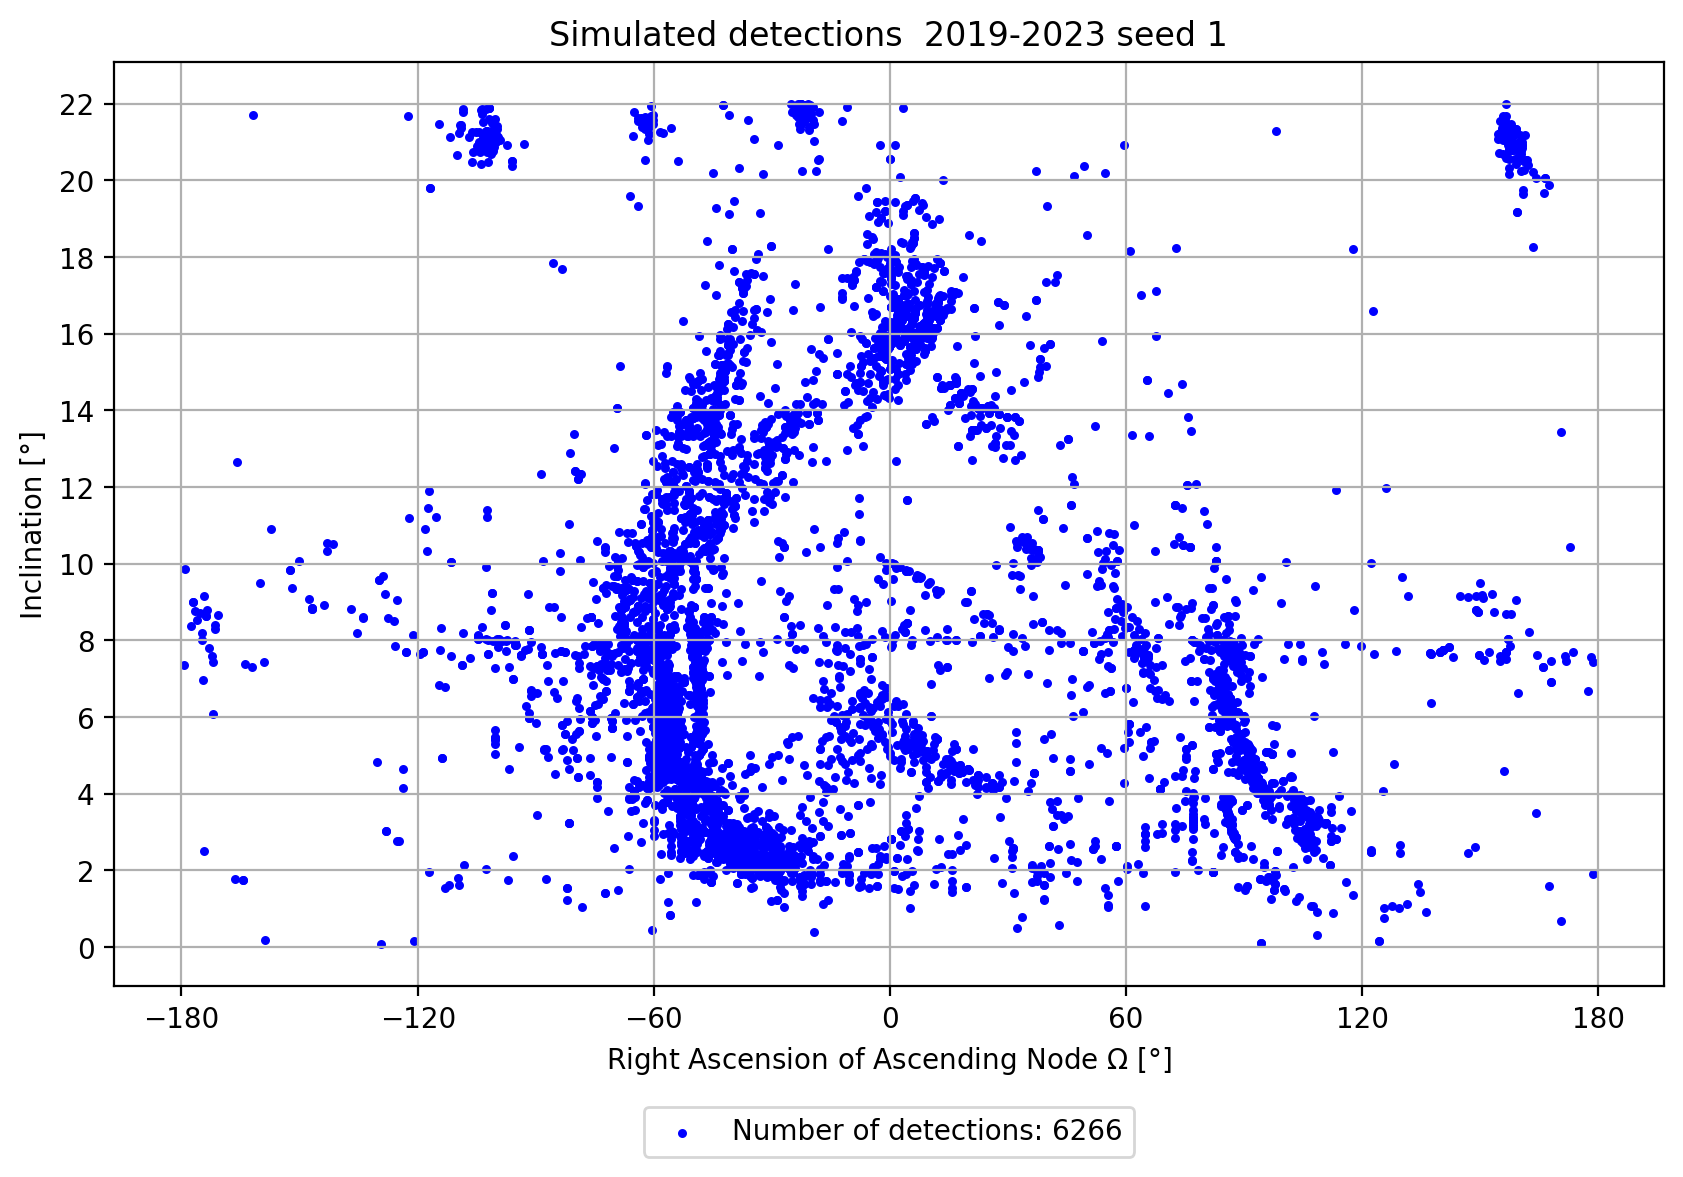 Simulated detections  2019-2023 seed 1
Inclination [°]
22
20
18
16
14
12
10
8
6
4
2
0
−180 −120 −60 0 60 120 180
Right Ascension of Ascending Node Ω [°]
Number of detections: 6266